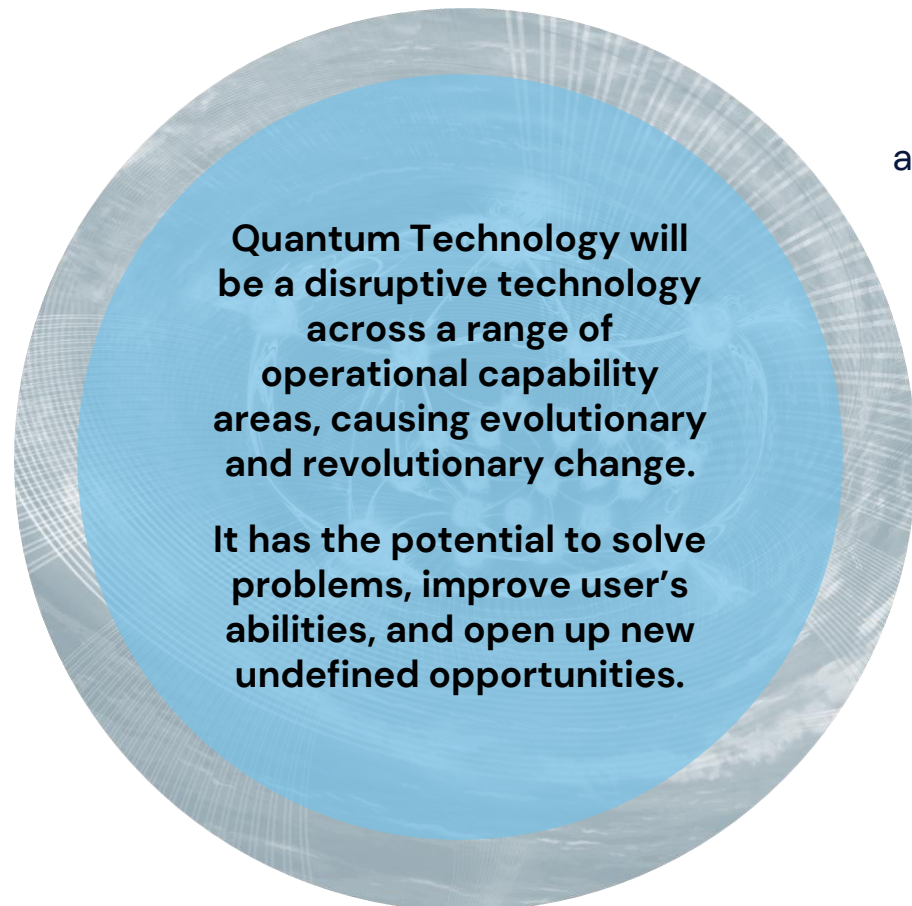 a
Quantum Technology will
be a disruptive technology
across a range of
operational capability
areas, causing evolutionary
and revolutionary change.
It has the potential to solve
problems, improve user’s
abilities, and open up new
undefined opportunities.